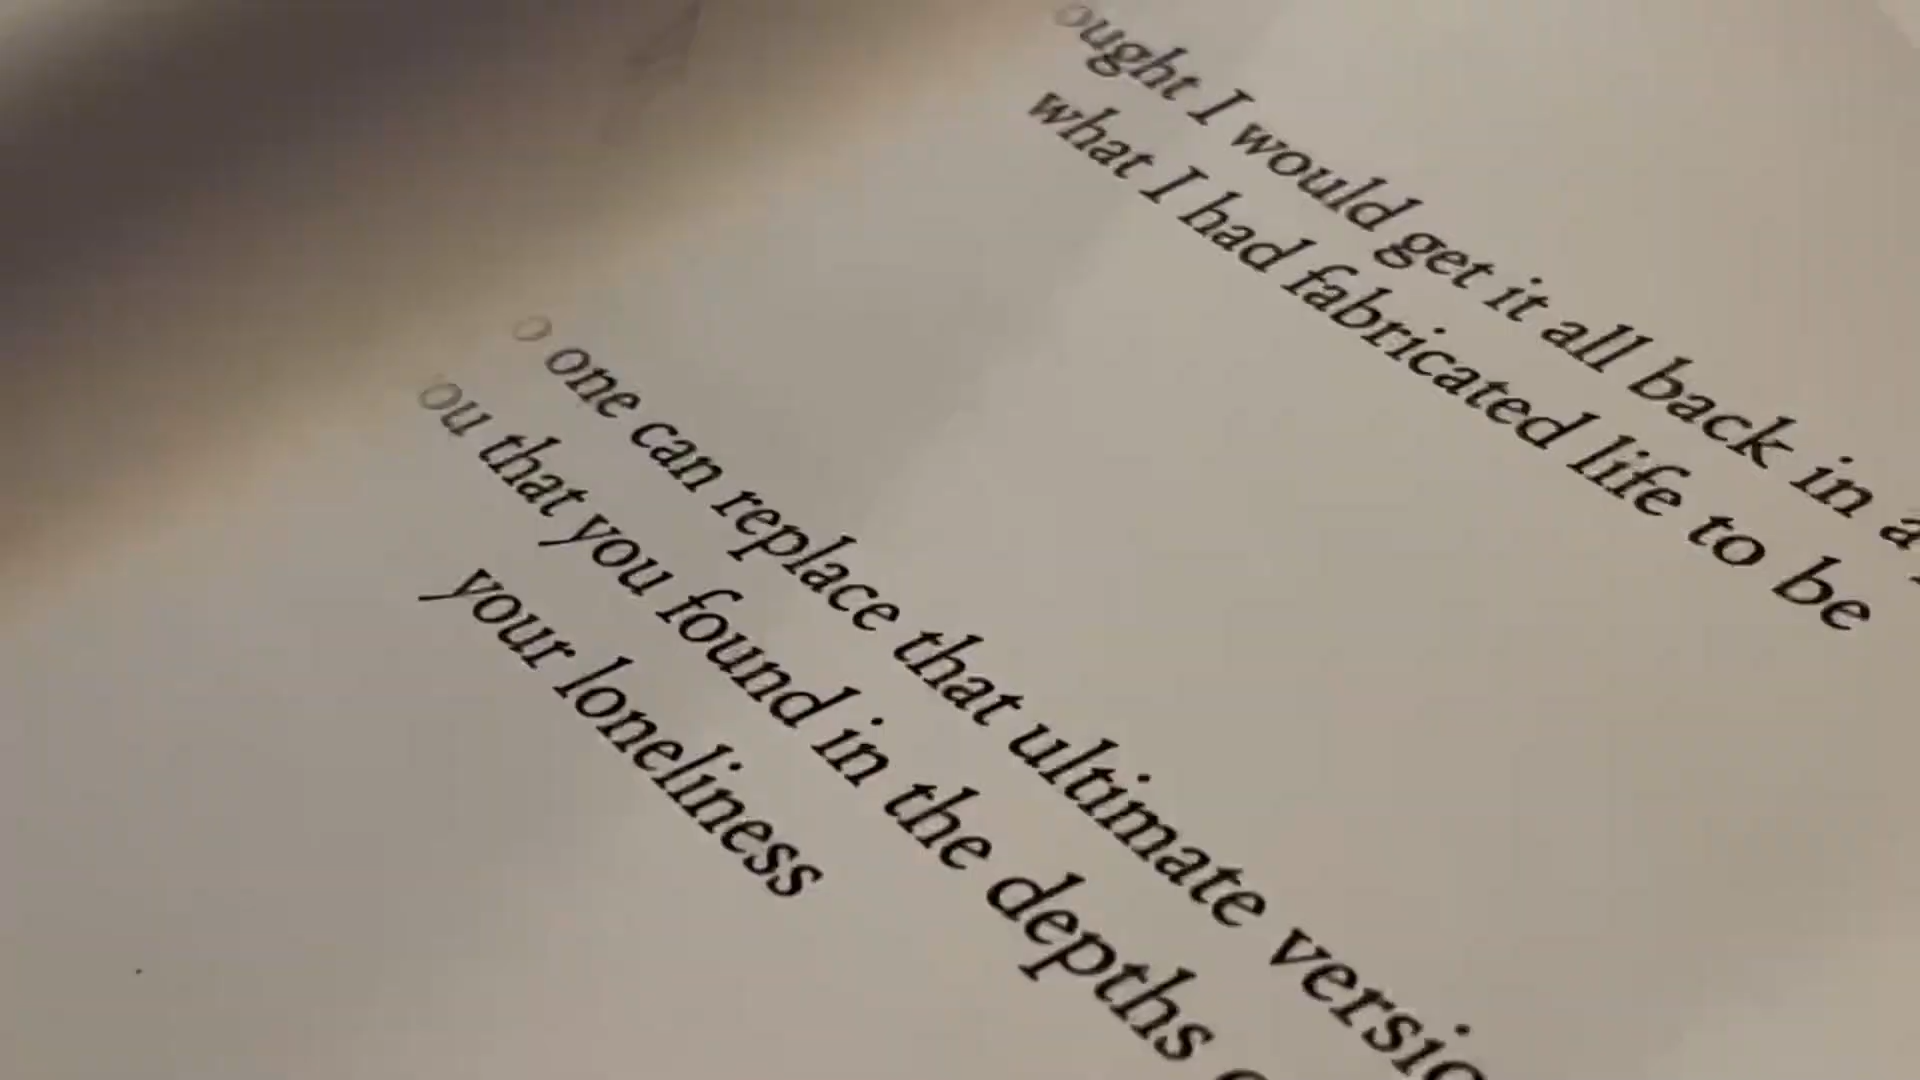 ought I would get it all back in a
what I had fabricated life to be
o one can replace that ultimate versio
ou that you found in the depths o
your loneliness